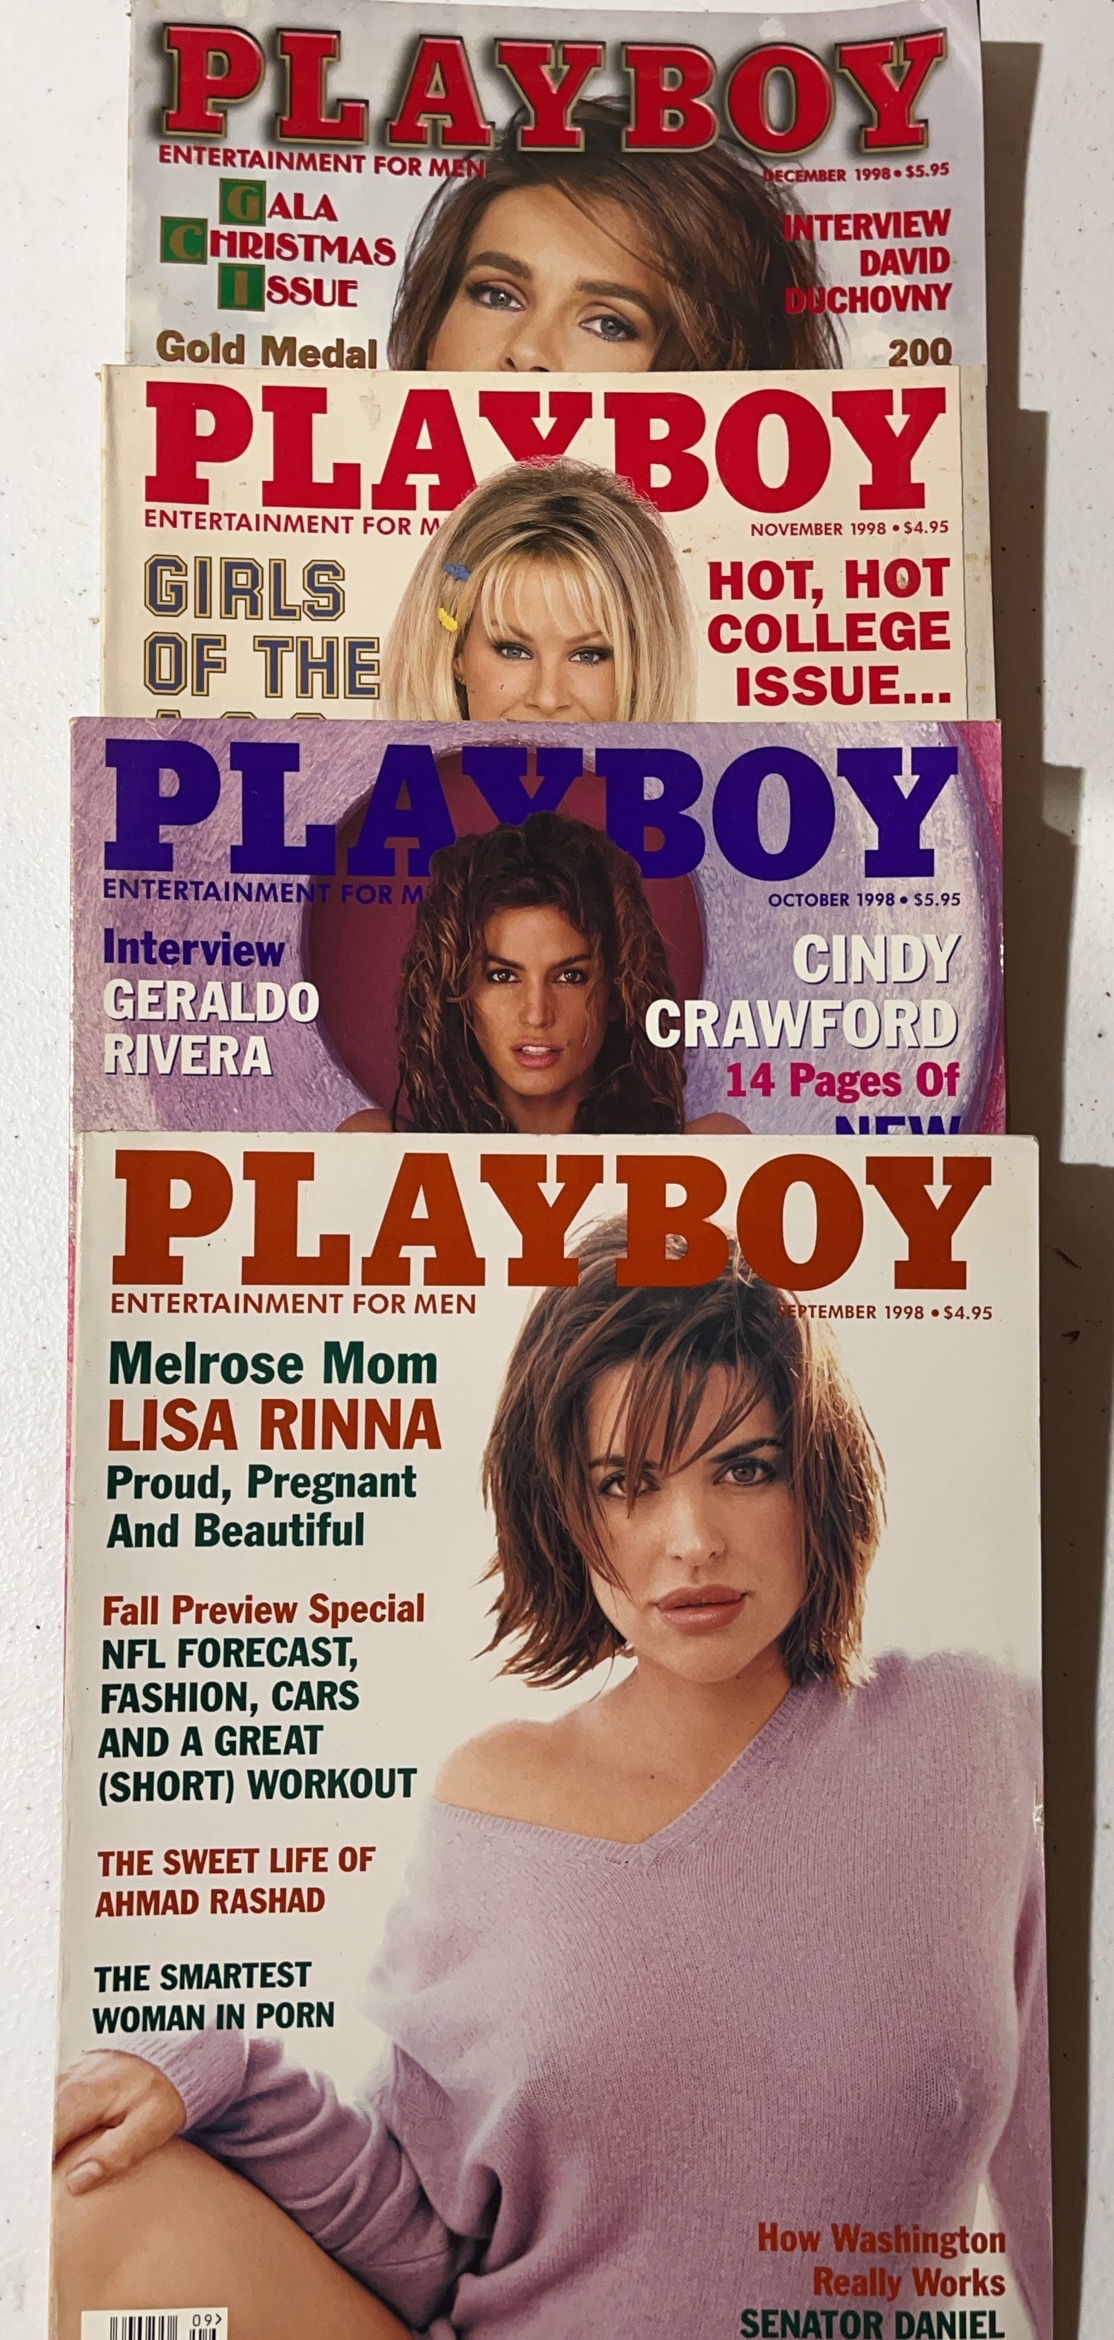 PLAYBOY
ENTERTAINMENT FOR MEN
DECEMBER 1998 • $5.95
GALA
CHRISTMAS
ISSUE
INTERVIEW
DAVID
DUCHOVNY
Gold Medal
200
PLAYBOY
ENTERTAINMENT FOR M
NOVEMBER 1998 • $4.95
GIRLS
OF THE
HOT, HOT
COLLEGE
ISSUE...
PLAYBOY
ENTERTAINMENT FOR M
OCTOBER 1998 • $5.95
Interview
GERALDO
RIVERA
CINDY
CRAWFORD
14 Pages Of
NEW
PLAYBOY
ENTERTAINMENT FOR MEN
SEPTEMBER 1998 • $4.95
Melrose Mom
LISA RINNA
Proud, Pregnant
And Beautiful
Fall Preview Special
NFL FORECAST,
FASHION, CARS
AND A GREAT
(SHORT) WORKOUT
THE SWEET LIFE OF
AHMAD RASHAD
THE SMARTEST
WOMAN IN PORN
How Washington
Really Works
SENATOR DANIEL
09>